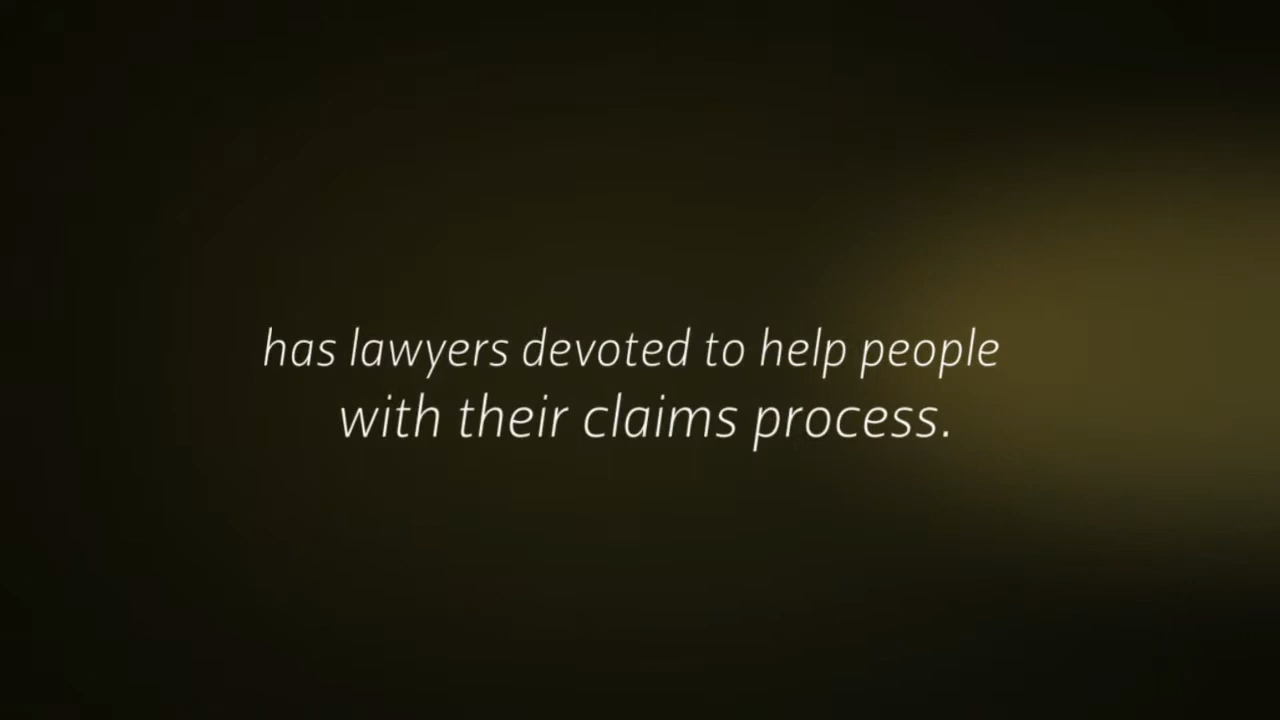 has lawyers devoted to help people
with their claims process.